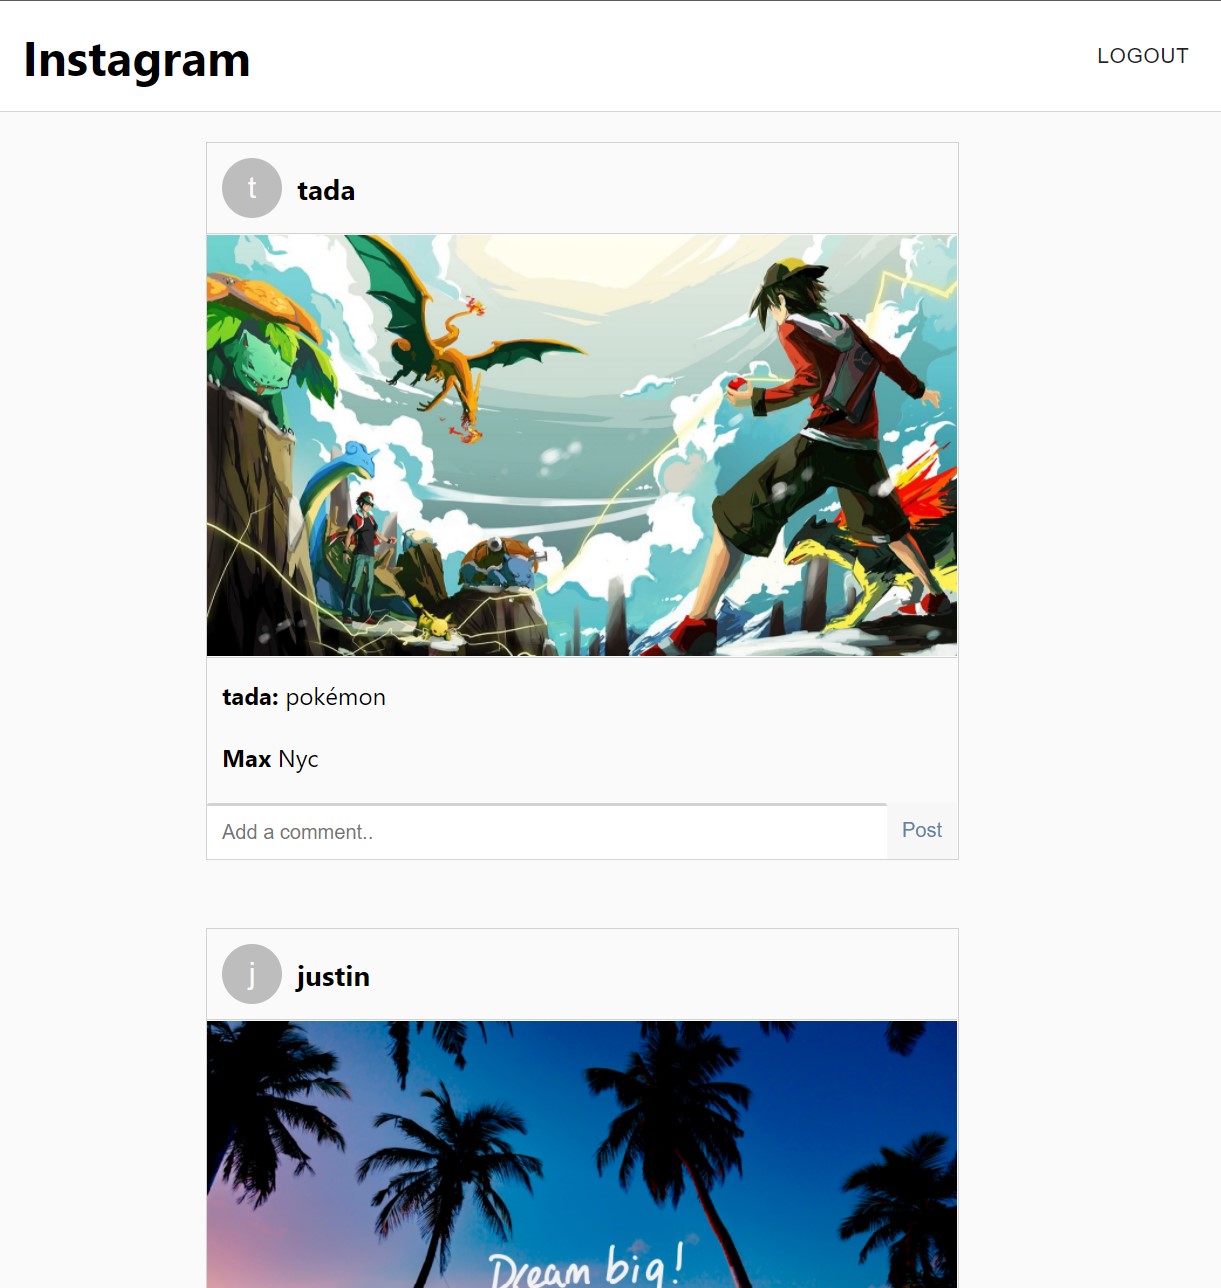 Instagram
LOGOUT
t
tada
tada: pokémon
Max Nyc
Add a comment..
Post
j
justin
Dream big!